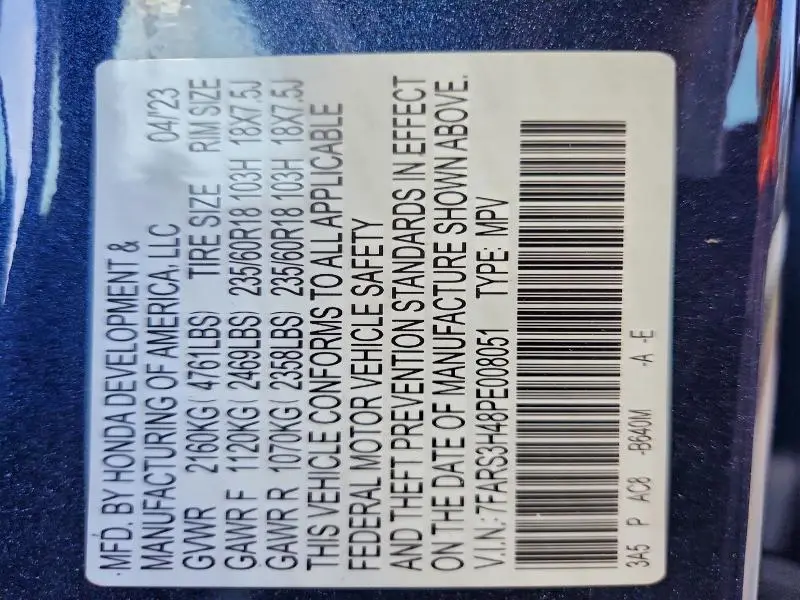 MFD. BY HONDA DEVELOPMENT &
MANUFACTURING OF AMERICA, LLC 04/'23
GVWR 2160KG( 4761LBS) TIRE SIZE RIM SIZE
GAWR F 1120KG( 2469LBS) 235/60R18 103H 18X7.5J
GAWR R 1070KG( 2358LBS) 235/60R18 103H 18X7.5J
THIS VEHICLE CONFORMS TO ALL APPLICABLE
FEDERAL MOTOR VEHICLE SAFETY
AND THEFT PREVENTION STANDARDS IN EFFECT
ON THE DATE OF MANUFACTURE SHOWN ABOVE.
V.I.N.: 7FARS3H48PE008051 TYPE: MPV
3A5 P AC8 -B640M -A -E